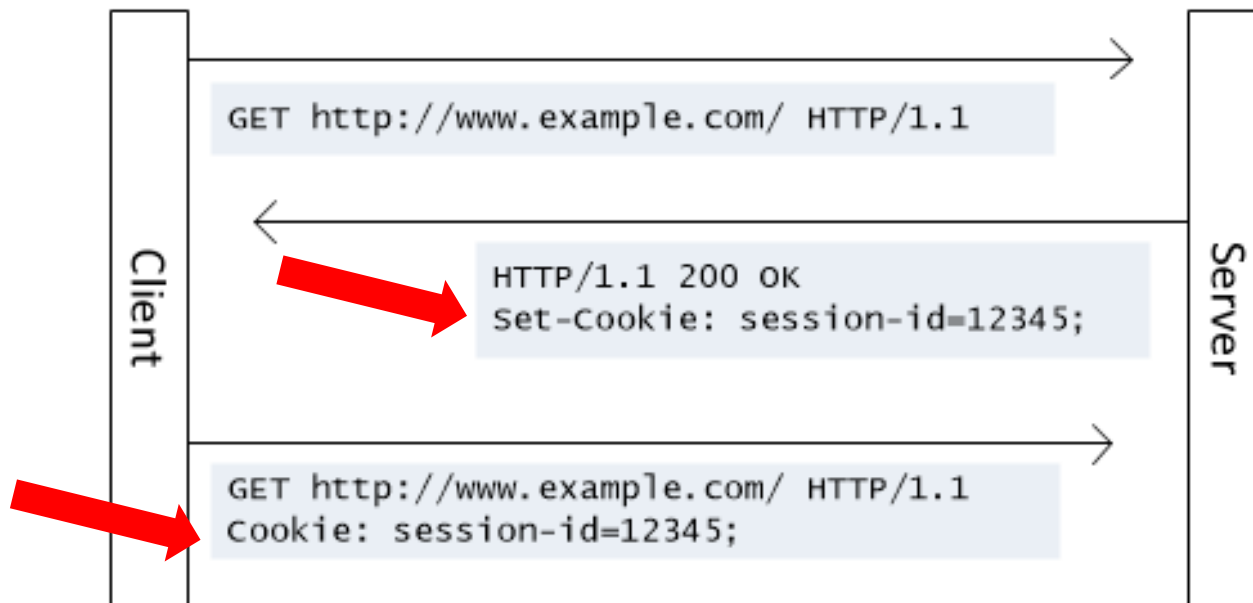 GET http://www.example.com/ HTTP/1.1
HTTP/1.1 200 OK
Set-Cookie: session-id=12345;
Client
Server
GET http://www.example.com/ HTTP/1.1
Cookie: session-id=12345;